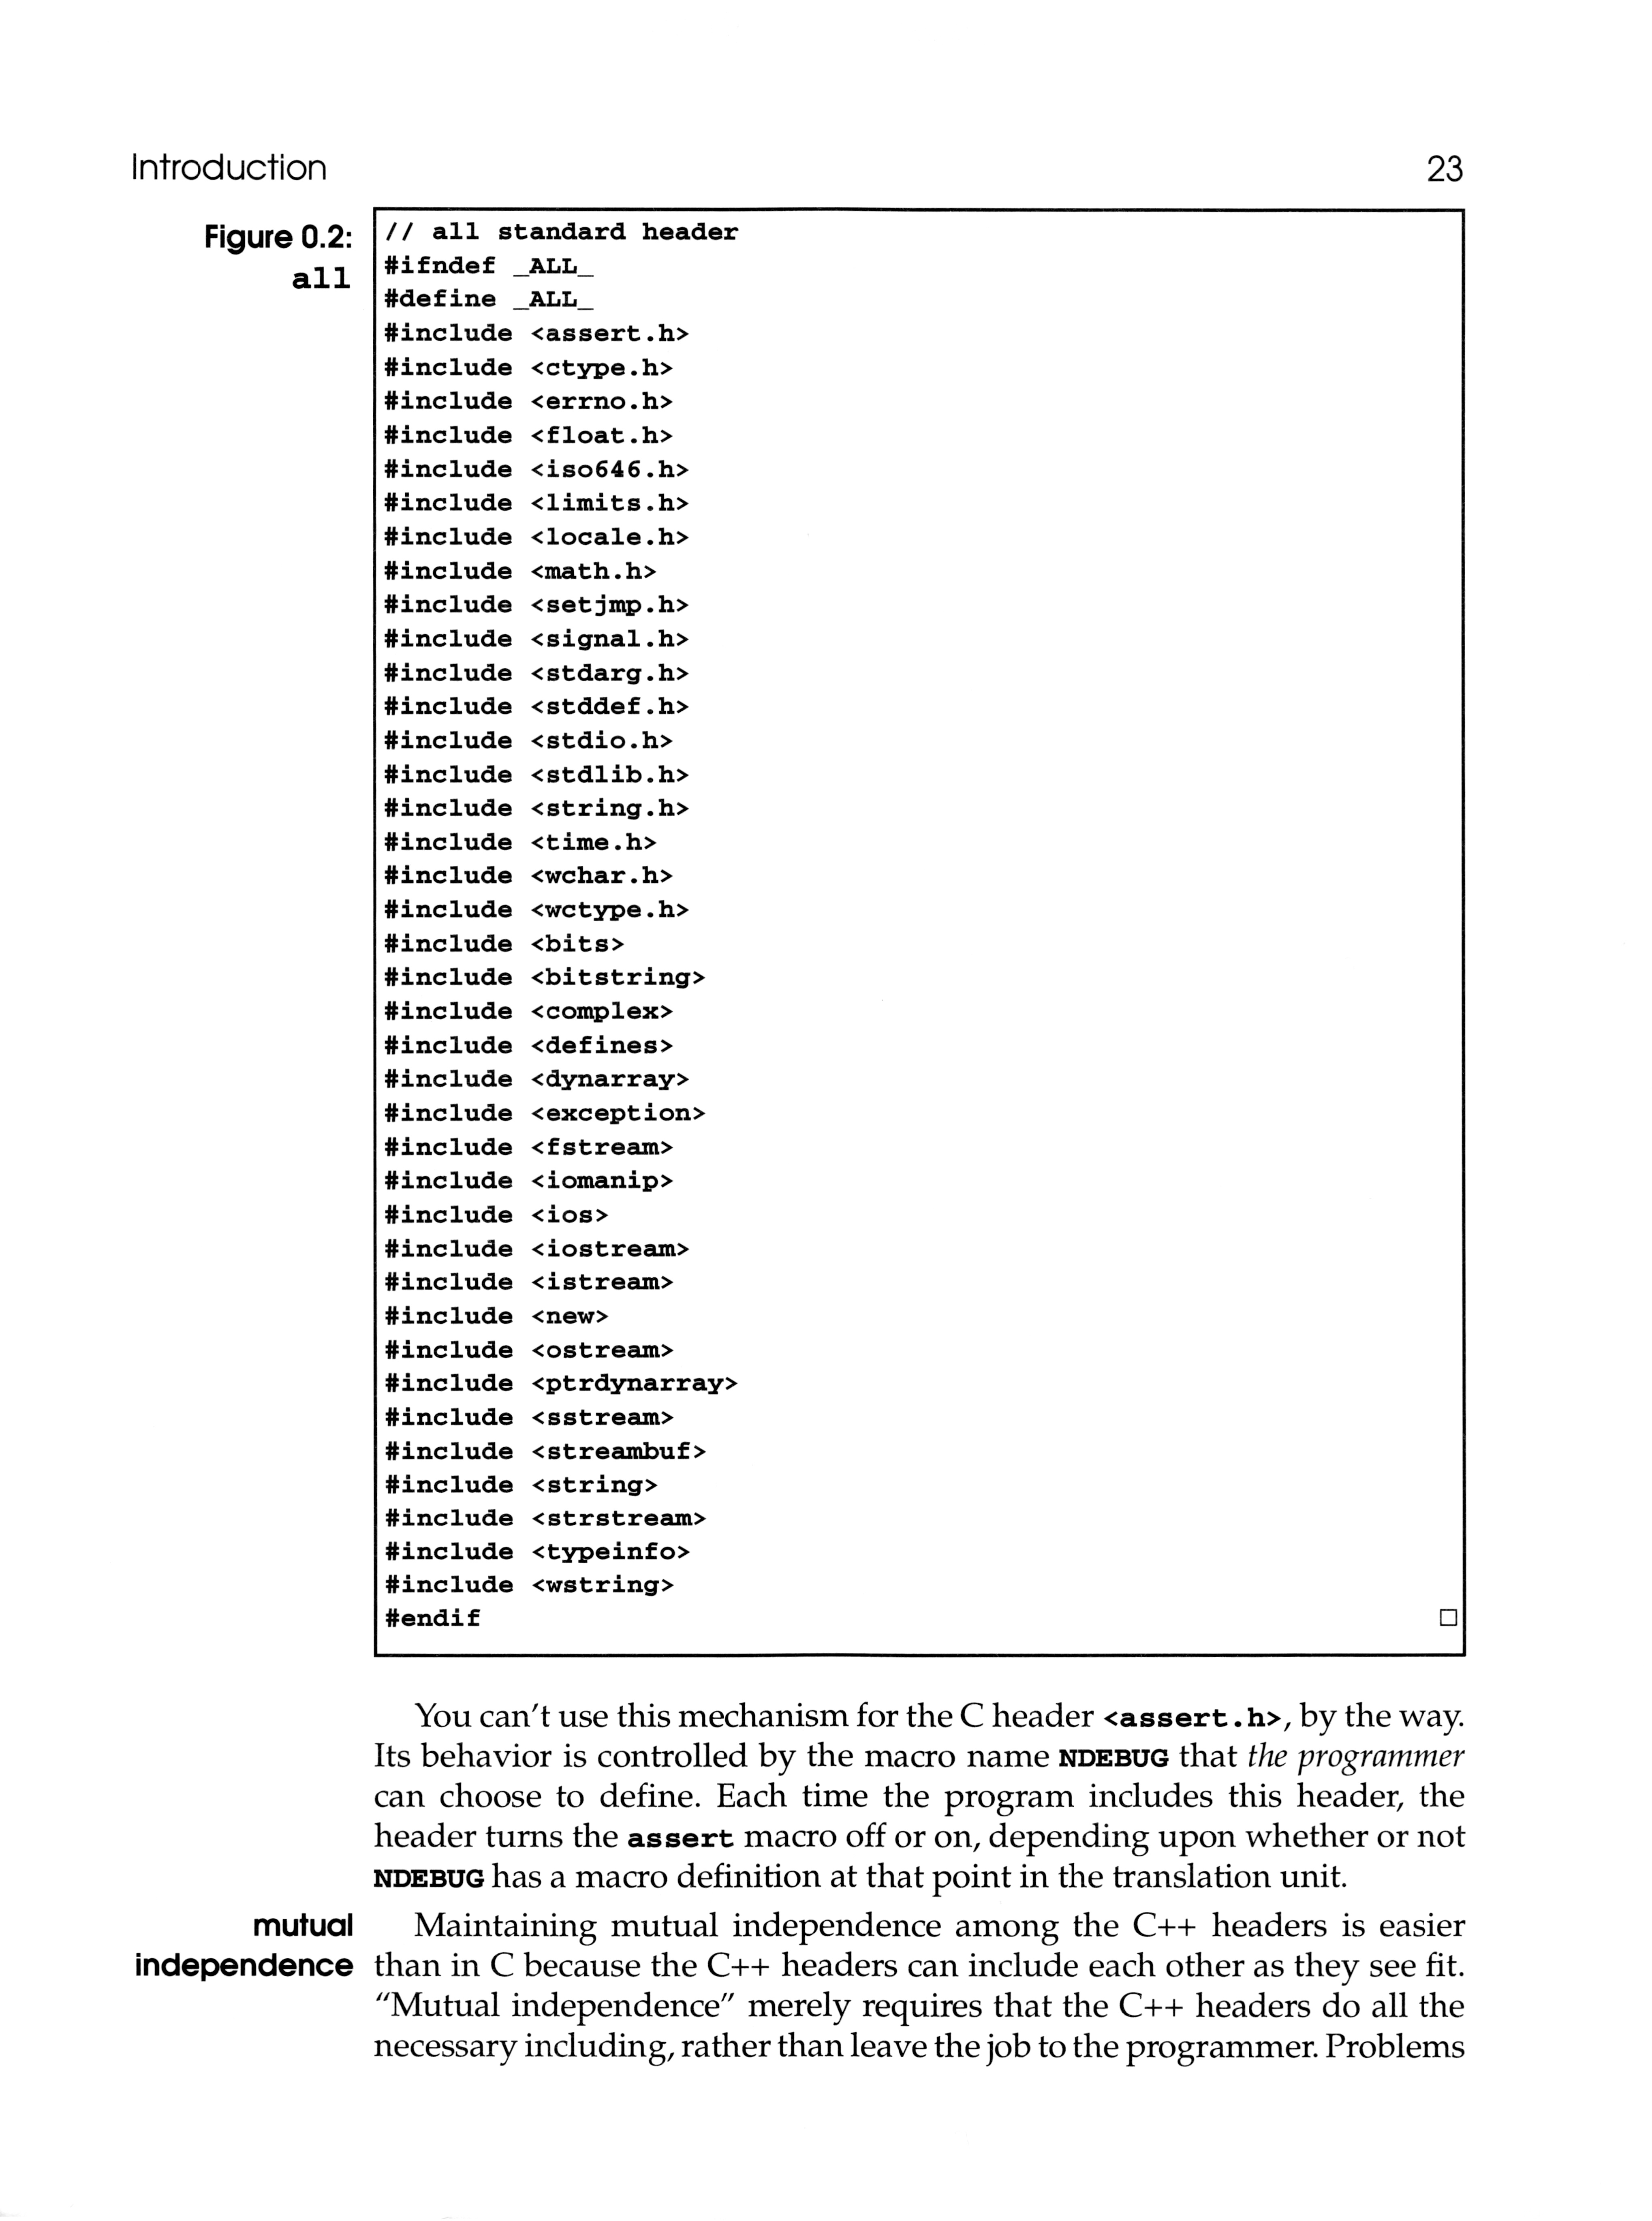 Introduction 23
Figure 0.2:
all
// all standard header
#ifndef _ALL_
#define _ALL_
#include <assert.h>
#include <ctype.h>
#include <errno.h>
#include <float.h>
#include <iso646.h>
#include <limits.h>
#include <locale.h>
#include <math.h>
#include <setjmp.h>
#include <signal.h>
#include <stdarg.h>
#include <stddef.h>
#include <stdio.h>
#include <stdlib.h>
#include <string.h>
#include <time.h>
#include <wchar.h>
#include <wctype.h>
#include <bits>
#include <bitstring>
#include <complex>
#include <defines>
#include <dynarray>
#include <exception>
#include <fstream>
#include <iomanip>
#include <ios>
#include <iostream>
#include <istream>
#include <new>
#include <ostream>
#include <ptrdynarray>
#include <sstream>
#include <streambuf>
#include <string>
#include <strstream>
#include <typeinfo>
#include <wstring>
#endif □
You can't use this mechanism for the C header <assert.h>, by the way.
Its behavior is controlled by the macro name NDEBUG that the programmer
can choose to define. Each time the program includes this header, the
header turns the assert macro off or on, depending upon whether or not
NDEBUG has a macro definition at that point in the translation unit.
mutual
independence
Maintaining mutual independence among the C++ headers is easier
than in C because the C++ headers can include each other as they see fit.
"Mutual independence" merely requires that the C++ headers do all the
necessary including, rather than leave the job to the programmer. Problems